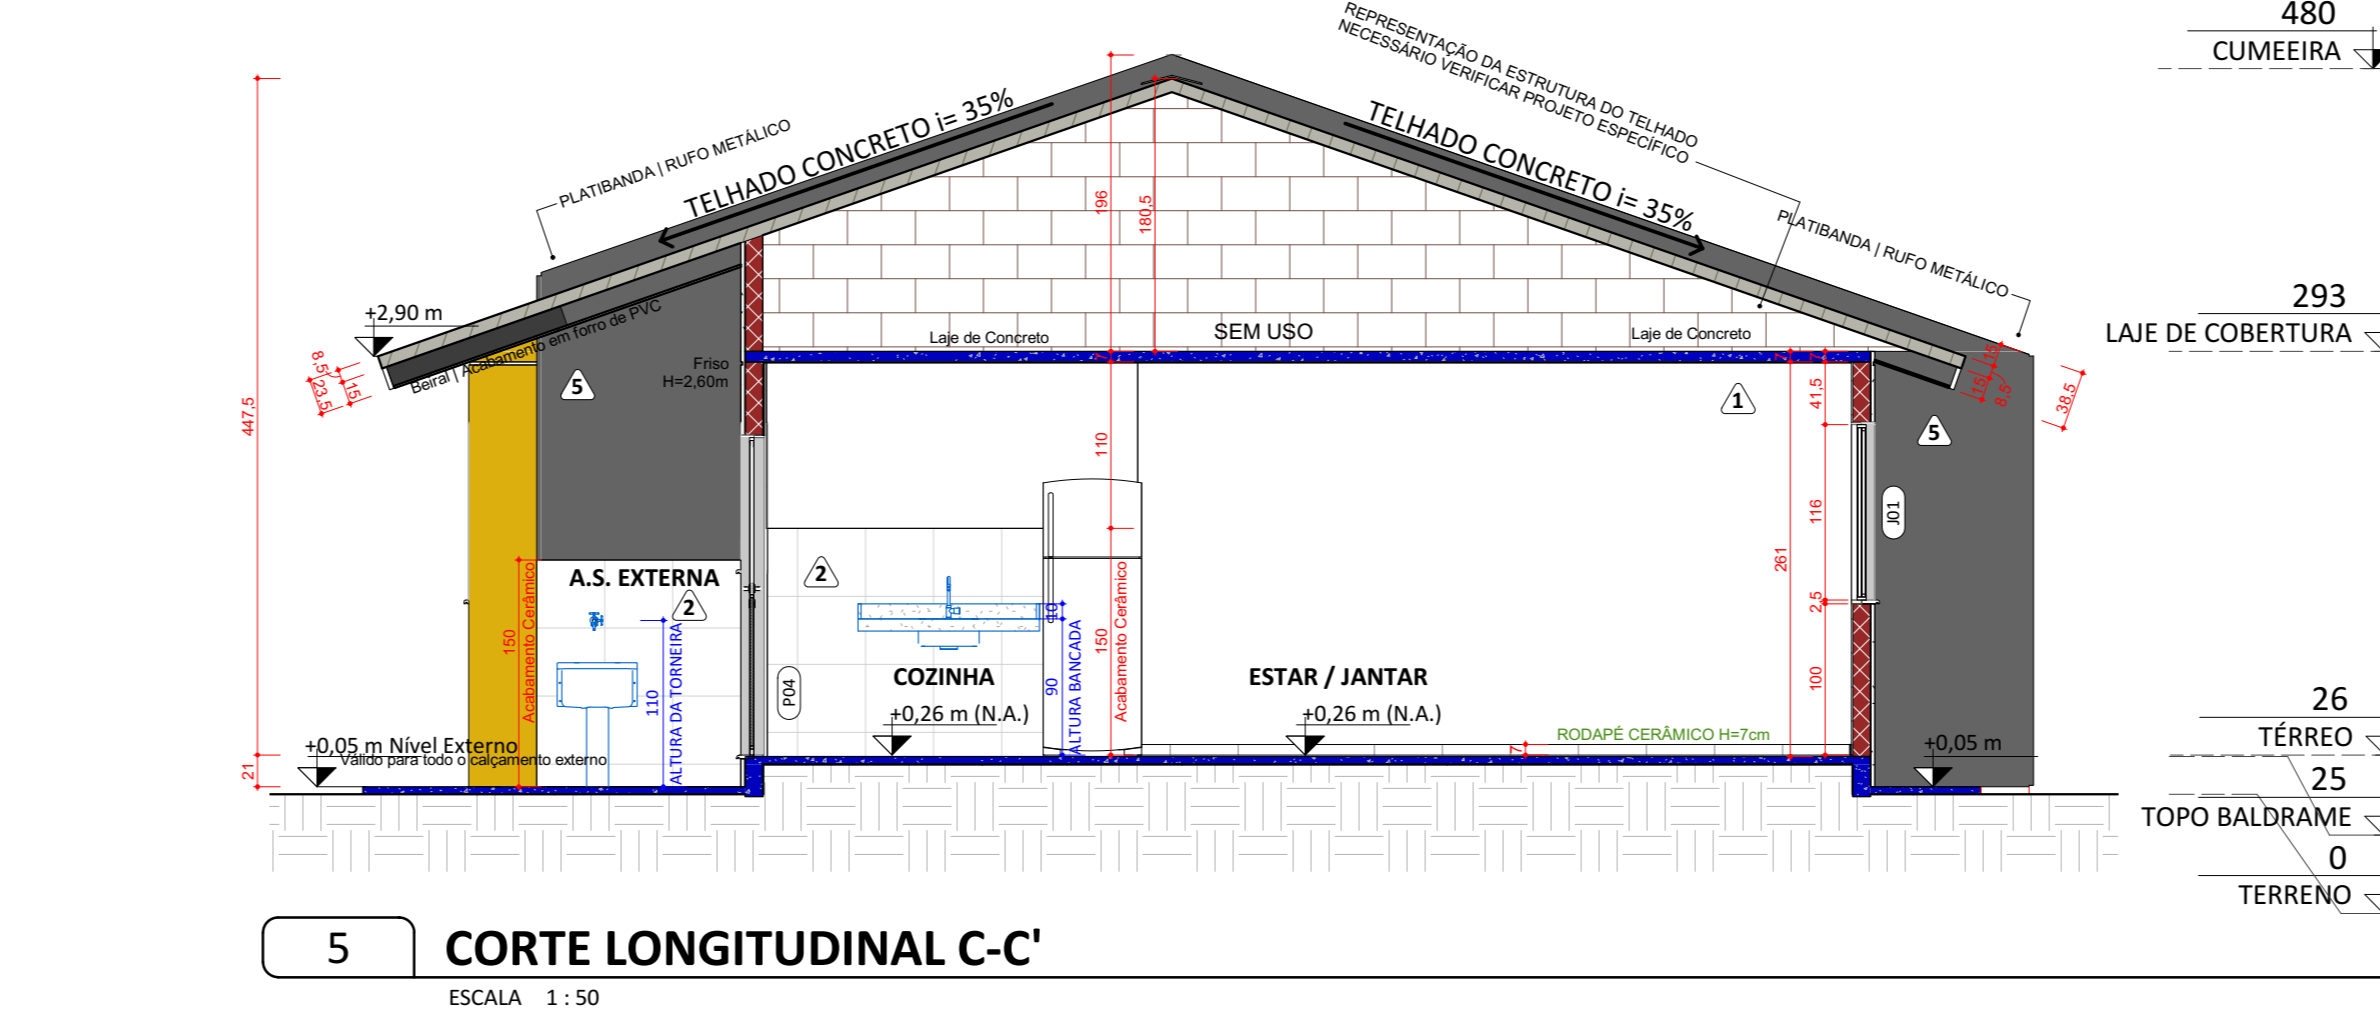 480
CUMEEIRA
REPRESENTAÇÃO DA ESTRUTURA DO TELHADO
NECESSÁRIO VERIFICAR PROJETO ESPECÍFICO
TELHADO CONCRETO i= 35%
TELHADO CONCRETO i= 35%
PLATIBANDA | RUFO METÁLICO
PLATIBANDA | RUFO METÁLICO
196
180,5
293
LAJE DE COBERTURA
+2,90 m
Beiral | Acabamento em forro de PVC
Laje de Concreto
SEM USO
Laje de Concreto
Friso
H=2,60m
8,5
23,5
15
447,5
21
5
7
7
7
1
41,5
15
15
8,5
38,5
5
110
116
J01
261
2,5
100
A.S. EXTERNA
2
2
150
Acabamento Cerâmico
110
ALTURA DA TORNEIRA
P04
COZINHA
+0,26 m (N.A.)
10
90
ALTURA BANCADA
150
Acabamento Cerâmico
ESTAR / JANTAR
+0,26 m (N.A.)
RODAPÉ CERÂMICO H=7cm
7
+0,05 m
+0,05 m Nível Externo
Válido para todo o calçamento externo
26
TÉRREO
25
TOPO BALDRAME
0
TERRENO
5
CORTE LONGITUDINAL C-C'
ESCALA 1 : 50